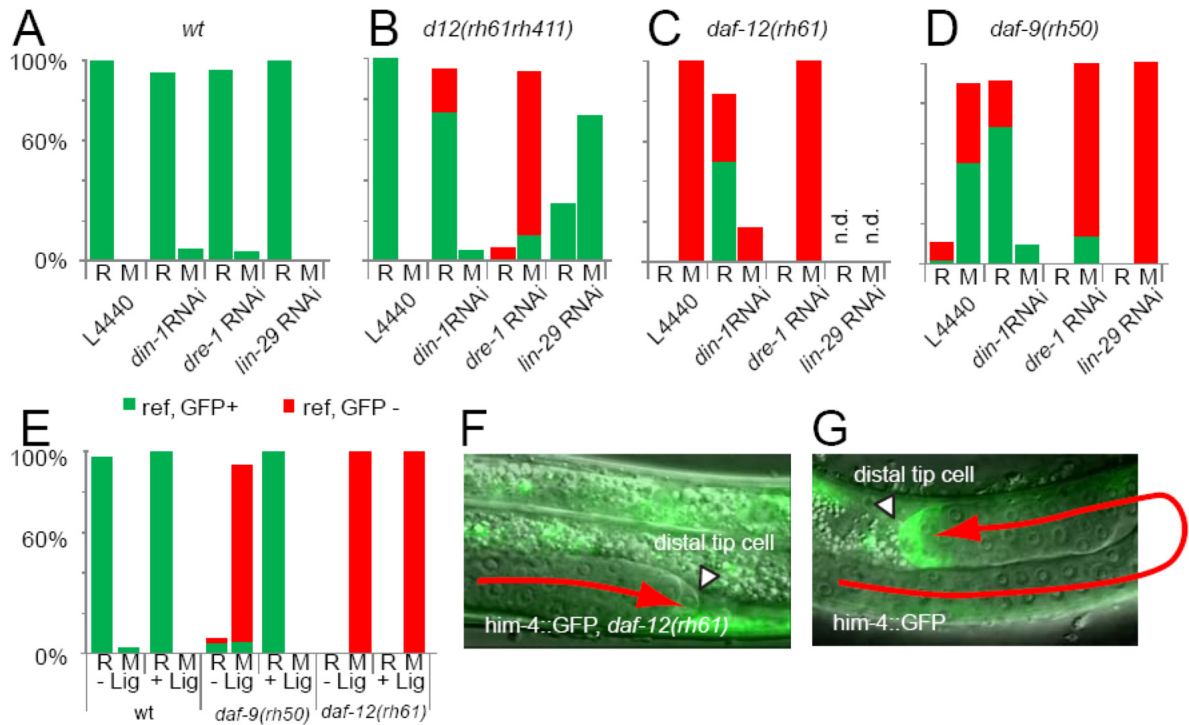 A
wt
100%
60%
0%
R M R M R M R M
L4440
din-1RNAi
dre-1 RNAi
lin-29 RNAi
B
d12(rh61rh411)
R M R M R M R M
L4440
din-1RNAi
dre-1 RNAi
lin-29 RNAi
C
daf-12(rh61)
n.d.
n.d.
R M R M R M R M
L4440
din-1RNAi
dre-1 RNAi
lin-29 RNAi
D
daf-9(rh50)
R M R M R M R M
L4440
din-1RNAi
dre-1 RNAi
lin-29 RNAi
ref, GFP+
ref, GFP -
E
100%
60%
0%
R M R M R M R M R M R M
- Lig + Lig - Lig + Lig - Lig + Lig
wt daf-9(rh50) daf-12(rh61)
F
distal tip cell
him-4::GFP, daf-12(rh61)
G
distal tip cell
him-4::GFP